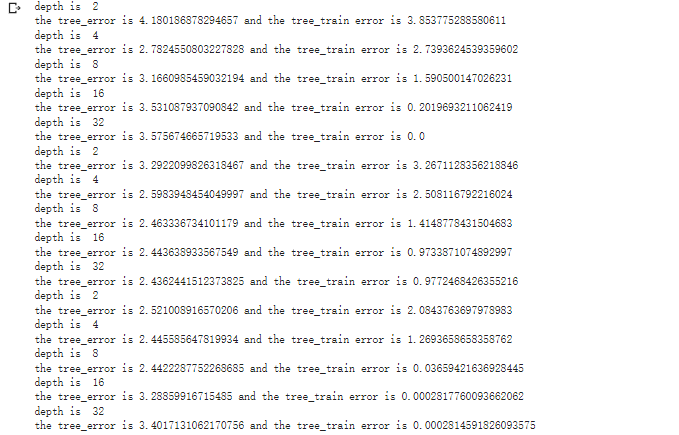 depth is  2
the tree_error is 4.180186878294657 and the tree_train error is 3.853775288580611
depth is  4
the tree_error is 2.7824550803227828 and the tree_train error is 2.7393624539359602
depth is  8
the tree_error is 3.1660985459032194 and the tree_train error is 1.590500147026231
depth is  16
the tree_error is 3.531087937090842 and the tree_train error is 0.2019693211062419
depth is  32
the tree_error is 3.575674665719533 and the tree_train error is 0.0
depth is  2
the tree_error is 3.2922099826318467 and the tree_train error is 3.2671128356218846
depth is  4
the tree_error is 2.5983948454049997 and the tree_train error is 2.508116792216024
depth is  8
the tree_error is 2.463336734101179 and the tree_train error is 1.4148778431504683
depth is  16
the tree_error is 2.443638933567549 and the tree_train error is 0.9733871074892997
depth is  32
the tree_error is 2.4362441512373825 and the tree_train error is 0.9772468426355216
depth is  2
the tree_error is 2.521008916570206 and the tree_train error is 2.0843763697978983
depth is  4
the tree_error is 2.445585647819934 and the tree_train error is 1.2693658658358762
depth is  8
the tree_error is 2.4422287752268685 and the tree_train error is 0.03659421636928445
depth is  16
the tree_error is 3.28859916715485 and the tree_train error is 0.0002817760093662062
depth is  32
the tree_error is 3.4017131062170756 and the tree_train error is 0.0002814591826093575